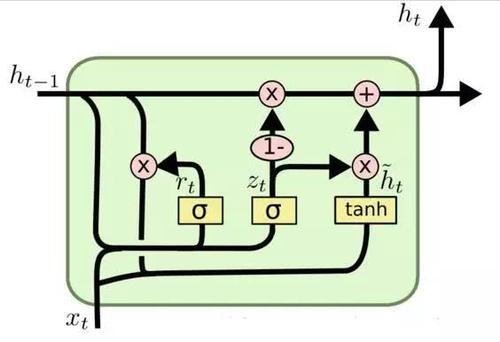 h_t
h_{t-1}
x +
1-
x r_t z_t x h̃_t
σ σ tanh
x_t